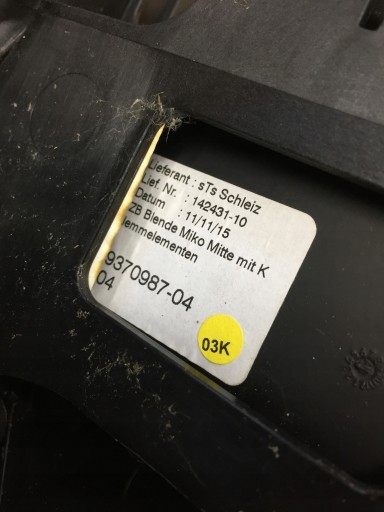 Lieferant : sTs Schleiz
Lief. Nr. : 142431-10
Datum : 11/11/15
ZB Blende Miko Mitte mit K
lemmelementen
9370987-04
04
03K